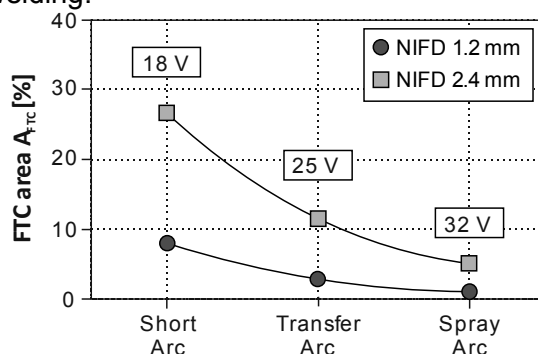 welding.
40
30
20
10
0
FTC area A_FTC [%]
18 V
25 V
32 V
NIFD 1.2 mm
NIFD 2.4 mm
Short
Arc
Transfer
Arc
Spray
Arc